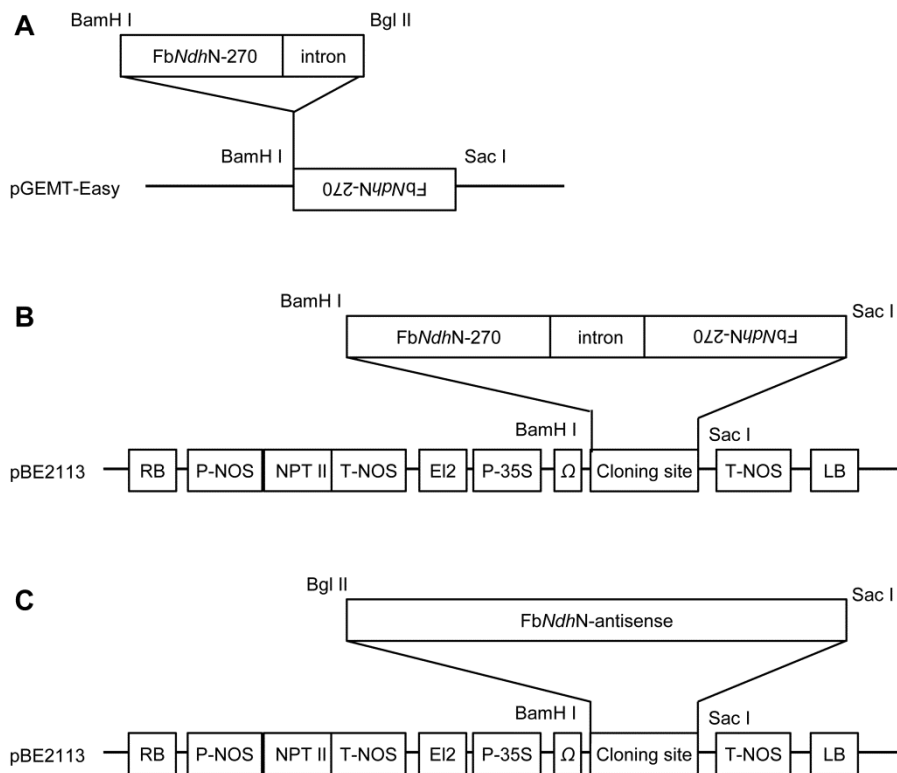 A
BamH I
Bgl II
FbNdhN-270
intron
BamH I
Sac I
pGEMT-Easy
FbNdhN-270
B
BamH I
Sac I
FbNdhN-270
intron
FbNdhN-270
BamH I
Sac I
pBE2113
RB
P-NOS
NPT II
T-NOS
El2
P-35S
Ω
Cloning site
T-NOS
LB
C
Bgl II
Sac I
FbNdhN-antisense
BamH I
Sac I
pBE2113
RB
P-NOS
NPT II
T-NOS
El2
P-35S
Ω
Cloning site
T-NOS
LB